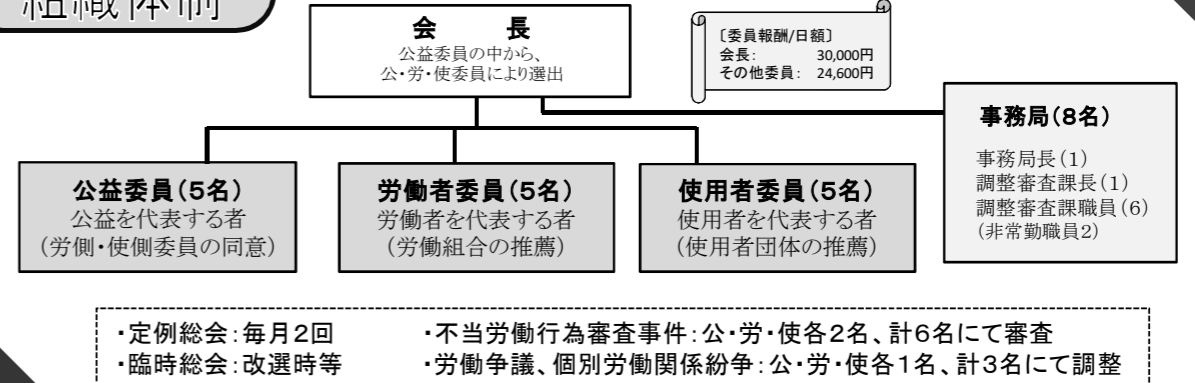 組織体制
会　長
公益委員の中から、
公・労・使委員により選出
〔委員報酬/日額〕
会長： 30,000円
その他委員： 24,600円
事務局（8名）
事務局長（1）
調整審査課長（1）
調整審査課職員（6）
（非常勤職員2）
公益委員（5名）
公益を代表する者
（労側・使側委員の同意）
労働者委員（5名）
労働者を代表する者
（労働組合の推薦）
使用者委員（5名）
使用者を代表する者
（使用者団体の推薦）
・定例総会：毎月2回　・不当労働行為審査事件：公・労・使各2名、計6名にて審査
・臨時総会：改選時等　・労働争議、個別労働関係紛争：公・労・使各1名、計3名にて調整